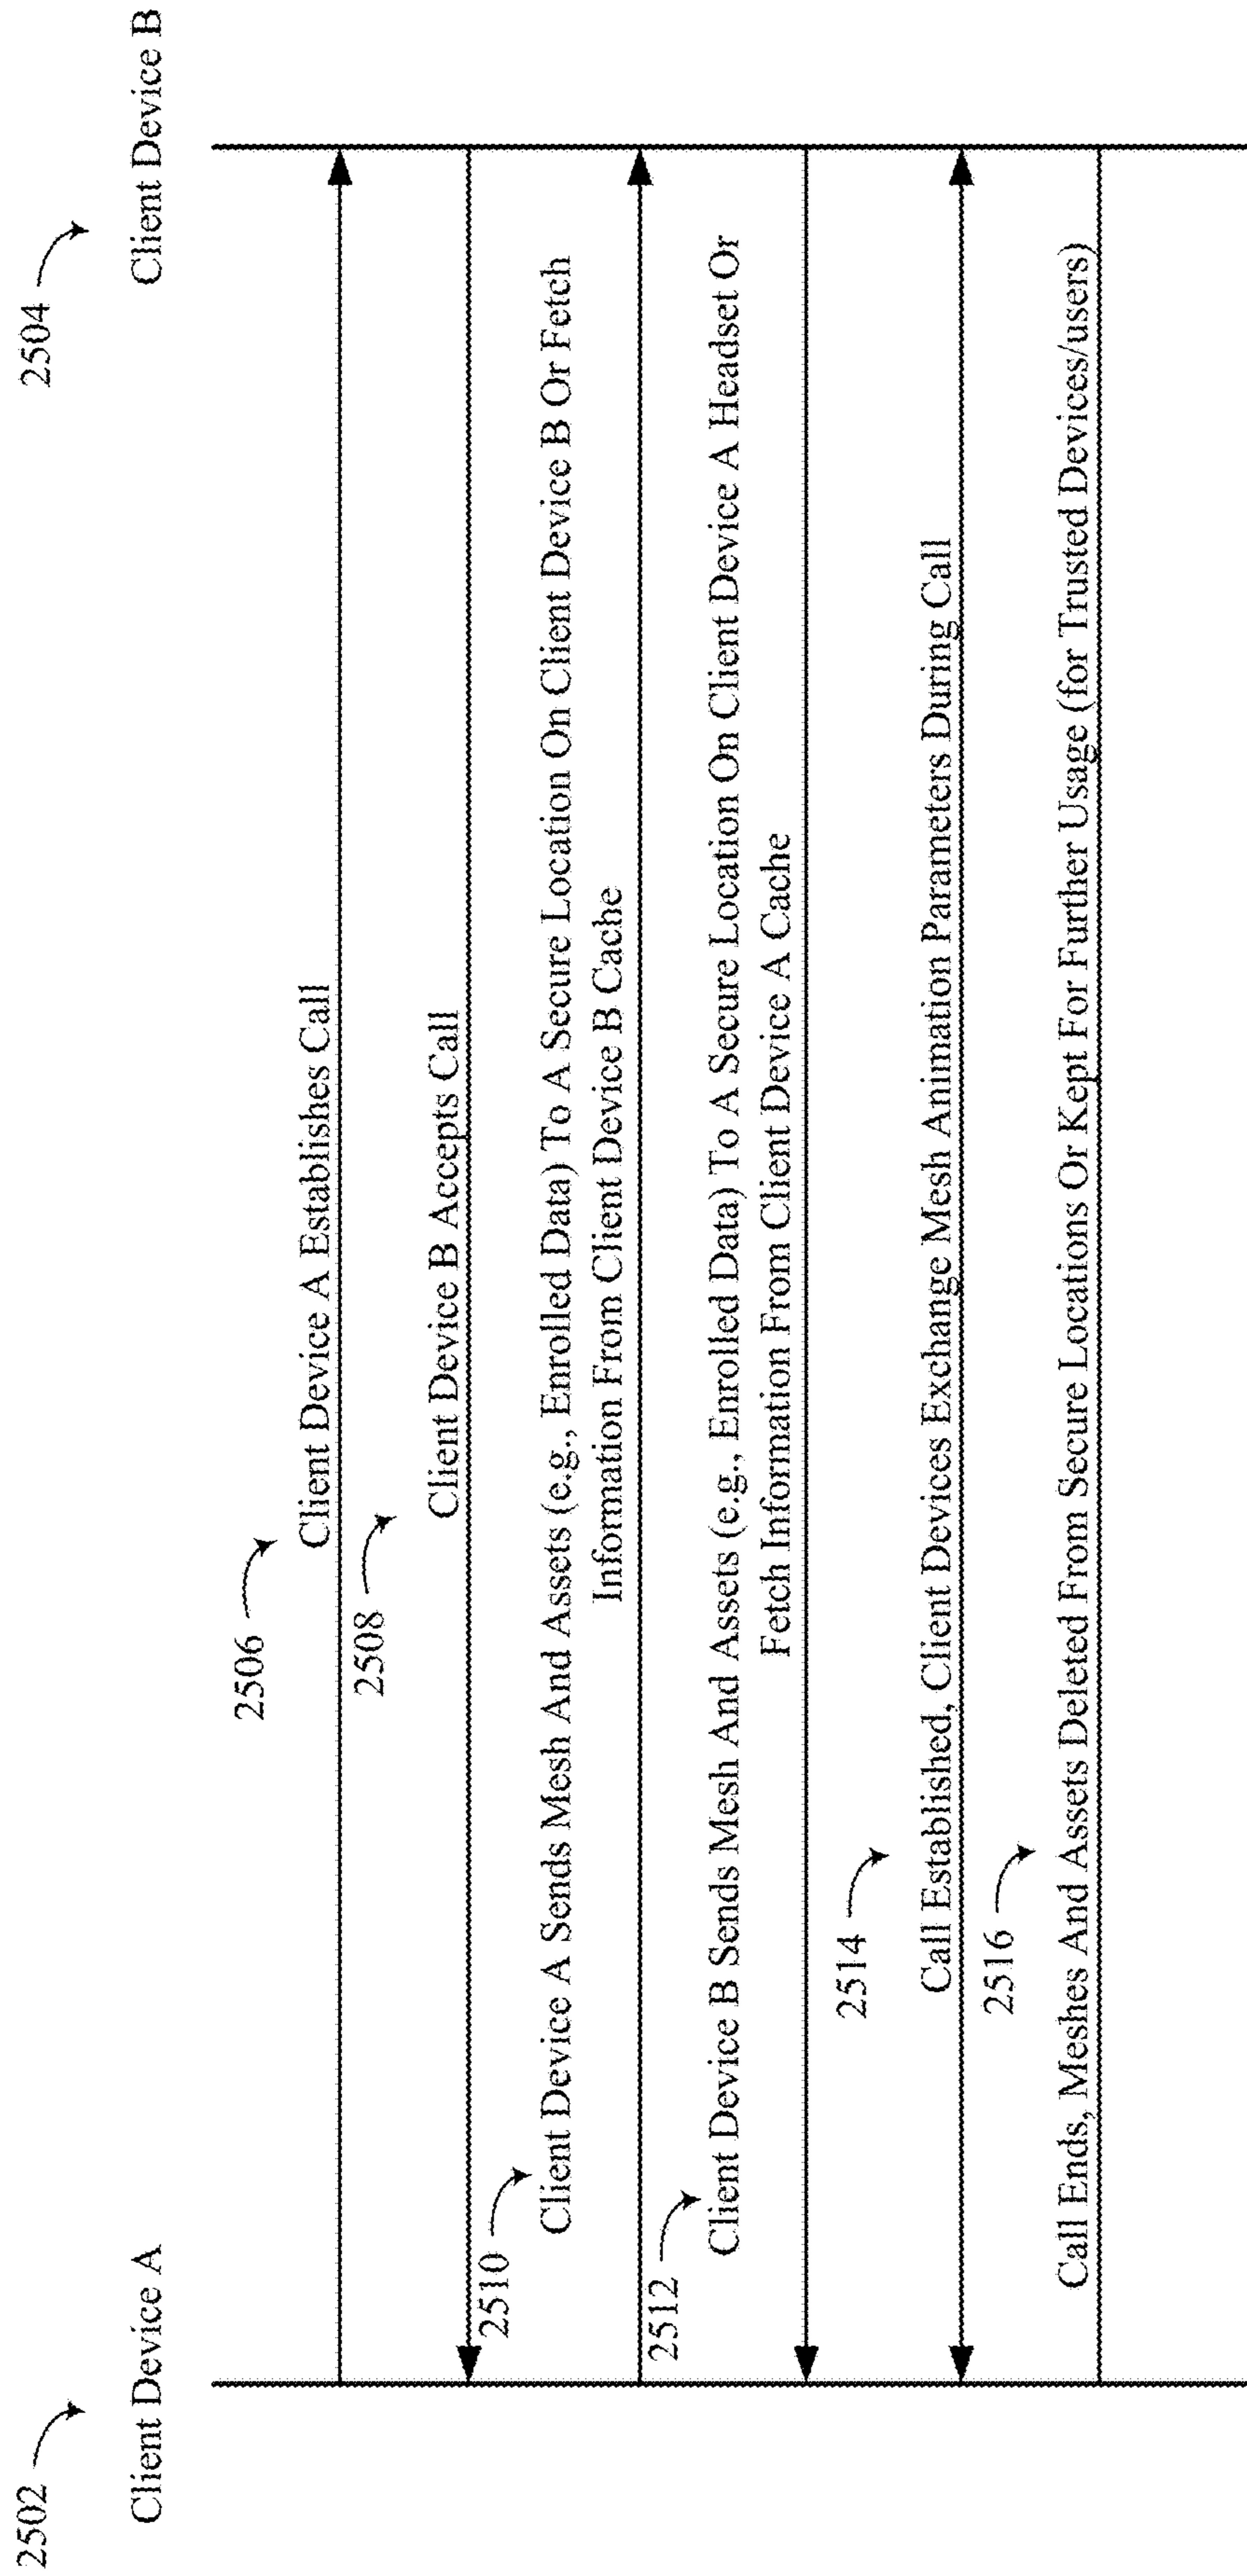 2502
Client Device A
2504
Client Device B
2506
Client Device A Establishes Call
2508
Client Device B Accepts Call
2510
Client Device A Sends Mesh And Assets (e.g., Enrolled Data) To A Secure Location On Client Device B Or Fetch
Information From Client Device B Cache
2512
Client Device B Sends Mesh And Assets (e.g., Enrolled Data) To A Secure Location On Client Device A Headset Or
Fetch Information From Client Device A Cache
2514
Call Established, Client Devices Exchange Mesh Animation Parameters During Call
2516
Call Ends, Meshes And Assets Deleted From Secure Locations Or Kept For Further Usage (for Trusted Devices/users)